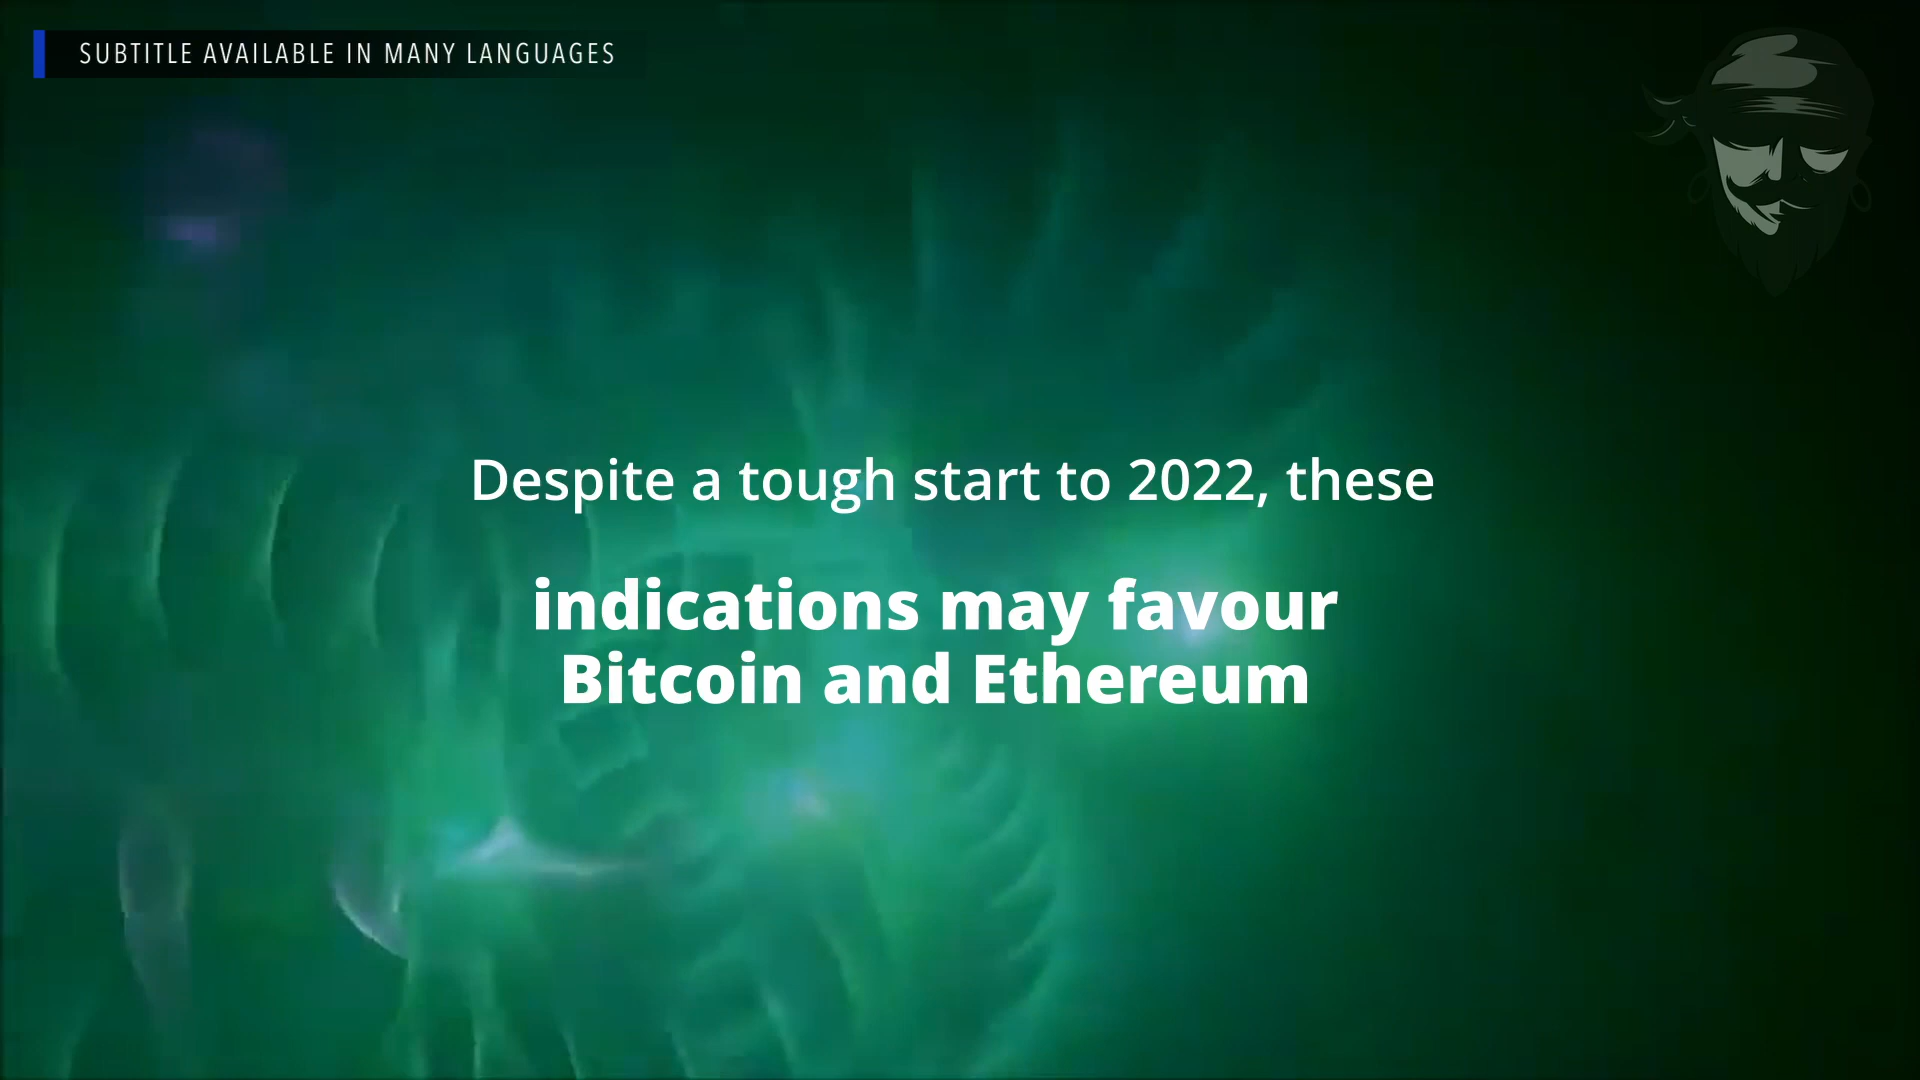 SUBTITLE AVAILABLE IN MANY LANGUAGES
Despite a tough start to 2022, these
indications may favour
Bitcoin and Ethereum